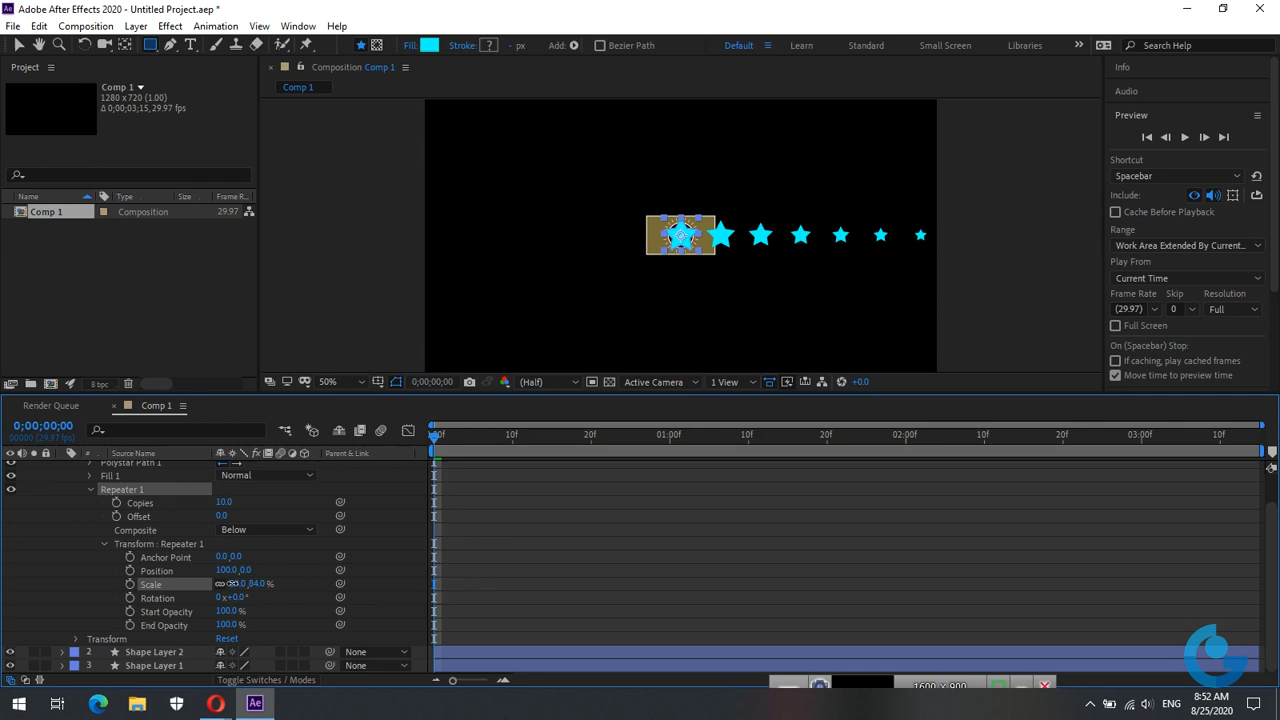 Adobe After Effects 2020 - Untitled Project.aep *
File Edit Composition Layer Effect Animation View Window Help
Fill: Stroke: ? - px Add: Bezier Path Default Learn Standard Small Screen Libraries Search Help
Project
Composition Comp 1
Info
Comp 1
1280 x 720 (1.00)
Δ 0;00;03;15, 29.97 fps
Comp 1
Audio
Preview
Shortcut
Spacebar
Include:
Cache Before Playback
Range
Work Area Extended By Current...
Play From
Current Time
Frame Rate Skip Resolution
(29.97) 0 Full
Full Screen
On (Spacebar) Stop:
If caching, play cached frames
Move time to preview time
Name Type Size Frame R...
Comp 1 Composition 29.97
8 bpc
50% 0;00;00;00 (Half) Active Camera 1 View +0.0
Render Queue Comp 1
0;00;00;00
00000 (29.97 fps)
:00f 10f 20f 01:00f 10f 20f 02:00f 10f 20f 03:00f 10f
# Source Name Parent & Link
Polystar Path 1
Fill 1 Normal
Repeater 1
Copies 10.0
Offset 0.0
Composite Below
Transform : Repeater 1
Anchor Point 0.0,0.0
Position 100.0,0.0
Scale 84.0 %
Rotation 0 x+0.0 °
Start Opacity 100.0 %
End Opacity 100.0 %
Transform Reset
2 Shape Layer 2 None
3 Shape Layer 1 None
Toggle Switches / Modes
1600 x 900
ENG
8:52 AM
8/25/2020